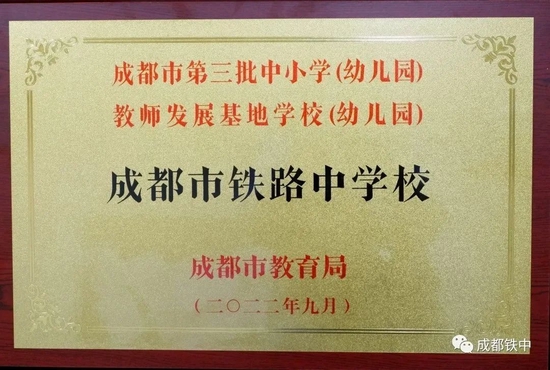 成都市第三批中小学(幼儿园)
教师发展基地学校(幼儿园)
成都市铁路中学校
成都市教育局
(二〇二二年九月)
成都铁中